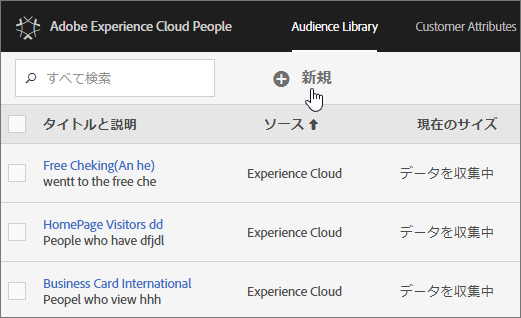 Adobe Experience Cloud People Audience Library Customer Attributes
すべて検索 新規
タイトルと説明 ソース 現在のサイズ
Free Cheking(An he)
wentt to the free che Experience Cloud データを収集中
HomePage Visitors dd
People who have dfjdl Experience Cloud データを収集中
Business Card International
Peopel who view hhh Experience Cloud データを収集中